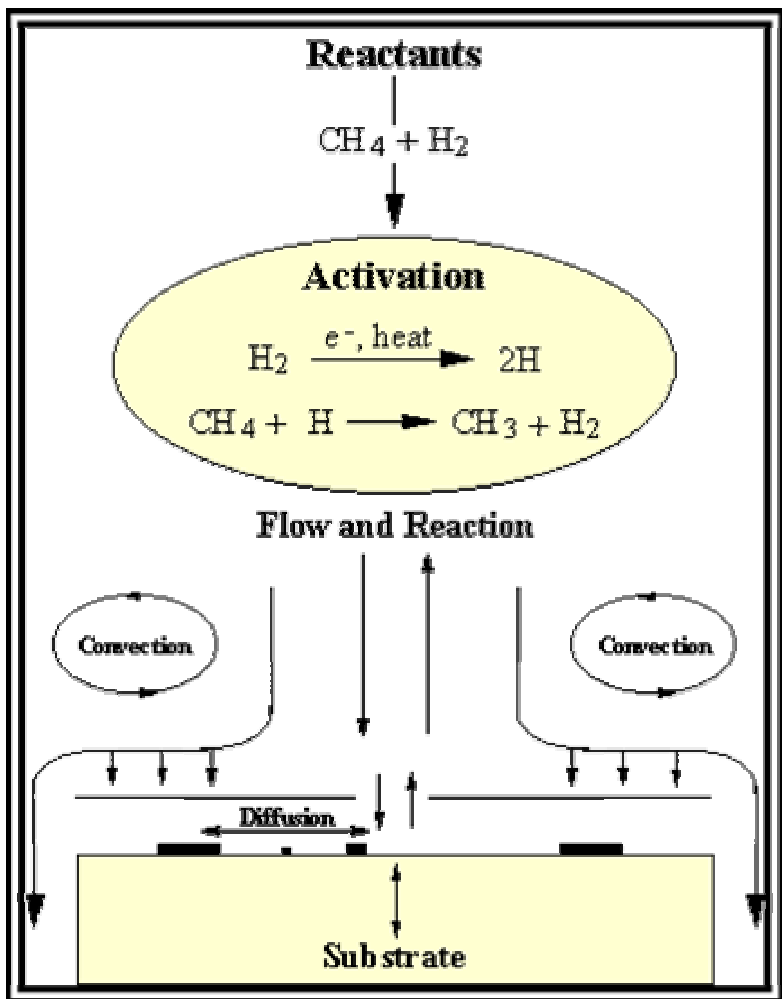 Reactants
CH₄ + H₂
Activation
H₂ e⁻, heat 2H
CH₄ + H CH₃ + H₂
Flow and Reaction
Convection Convection
Diffusion
Substrate